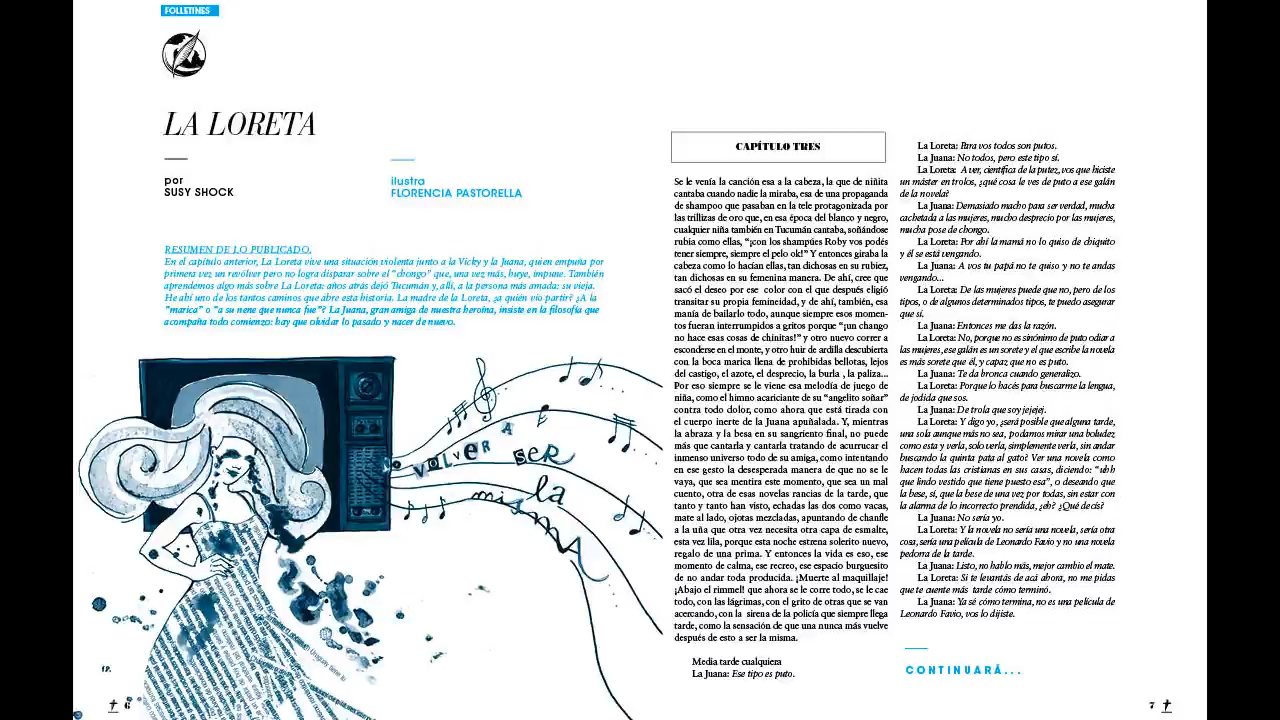 FOLLETINES
LA LORETA
por
SUSY SHOCK
ilustra
FLORENCIA PASTORELLA
RESUMEN DE LO PUBLICADO.
En el capítulo anterior, La Loreta vive una situación violenta junto a la Vicky y la Juana, quien empuña por
primera vez un revólver pero no logra disparar sobre el "chongo" que, una vez más, huye, impune. También
aprendemos algo más sobre La Loreta: años atrás dejó Tucumán y, allí, a la persona más amada: su vieja.
He ahí uno de los tantos caminos que abre esta historia. La madre de la Loreta, ¿a quién vio partir? ¿A la
"marica" o "a su nene que nunca fue"? La Juana, gran amiga de nuestra heroína, insiste en la filosofía que
acompaña todo comienzo: hay que olvidar lo pasado y nacer de nuevo.
VOLVER A
SER
la
misma
6
CAPÍTULO TRES
Se le venía la canción esa a la cabeza, la que de niñita
cantaba cuando nadie la miraba, esa de una propaganda
de shampoo que pasaban en la tele protagonizada por
las trillizas de oro que, en esa época del blanco y negro,
cualquier niña también en Tucumán cantaba, soñándose
rubia como ellas, "¡con los shampúes Roby vos podés
tener siempre, siempre el pelo ok!" Y entonces giraba la
cabeza como lo hacían ellas, tan dichosas en su rubiez,
tan dichosas en su femenina manera. De ahí, cree que
sacó el deseo por ese color con el que después eligió
transitar su propia femineidad, y de ahí, también, esa
manía de bailarlo todo, aunque siempre esos momen-
tos fueran interrumpidos a gritos porque "¡un chango
no hace esas cosas de chinitas!" y otro nuevo correr a
esconderse en el monte, y otro huir de ardilla descubierta
con la boca marica llena de prohibidas bellotas, lejos
del castigo, el azote, el desprecio, la burla , la paliza...
Por eso siempre se le viene esa melodía de juego de
niña, como el himno acariciante de su "angelito soñar"
contra todo dolor, como ahora que está tirada con
el cuerpo inerte de la Juana apuñalada. Y, mientras
la abraza y la besa en su sangriento final, no puede
más que cantarla y cantarla tratando de acurrucar el
inmenso universo todo de su amiga, como intentando
en ese gesto la desesperada manera de que no se le
vaya, que sea mentira este momento, que sea un mal
cuento, otra de esas novelas rancias de la tarde, que
tanto y tanto han visto, echadas las dos como vacas,
mate al lado, ojotas mezcladas, apuntando de chanfle
a la uña que otra vez necesita otra capa de esmalte,
esta vez lila, porque esta noche estrena solerito nuevo,
regalo de una prima. Y entonces la vida es eso, ese
momento de calma, ese recreo, ese espacio burguesito
de no andar toda producida. ¡Muerte al maquillaje!
¡Abajo el rimmel! que ahora se le corre todo, se le cae
todo, con las lágrimas, con el grito de otras que se van
acercando, con la sirena de la policía que siempre llega
tarde, como la sensación de que una nunca más vuelve
después de esto a ser la misma.
Media tarde cualquiera
La Juana: Ese tipo es puto.
La Loreta: Para vos todos son putos.
La Juana: No todos, pero este tipo sí.
La Loreta: A ver, científica de la putez, vos que hiciste
un máster en trolos, ¿qué cosa le ves de puto a ese galán
de la novela?
La Juana: Demasiado macho para ser verdad, mucha
cachetada a las mujeres, mucho desprecio por las mujeres,
mucha pose de chongo.
La Loreta: Por ahí la mamá no lo quiso de chiquito
y él se está vengando.
La Juana: A vos tu papá no te quiso y no te andas
vengando...
La Loreta: De las mujeres puede que no, pero de los
tipos, o de algunos determinados tipos, te puedo asegurar
que sí.
La Juana: Entonces me das la razón.
La Loreta: No, porque no es sinónimo de puto odiar a
las mujeres, ese galán es un sorete y el que escribe la novela
es más sorete que él, y capaz que no es puto.
La Juana: Te da bronca cuando generalizo.
La Loreta: Porque lo hacés para buscarme la lengua,
de jodida que sos.
La Juana: De trola que soy jejejej.
La Loreta: Y digo yo, ¿será posible que alguna tarde,
una sola aunque más no sea, podamos mirar una boludez
como esta y verla, solo verla, simplemente verla, sin andar
buscando la quinta pata al gato? Ver una novela como
hacen todas las cristianas en sus casas, diciendo: "uhh
que lindo vestido que tiene puesto esa", o deseando que
la bese, sí, que la bese de una vez por todas, sin estar con
la alarma de lo incorrecto prendida, ¿eh? ¿Qué decís?
La Juana: No sería yo.
La Loreta: Y la novela no sería una novela, sería otra
cosa, sería una película de Leonardo Favio y no una novela
pedorra de la tarde.
La Juana: Listo, no hablo más, mejor cambio el mate.
La Loreta: Si te levantás de acá ahora, no me pidas
que te cuente más tarde cómo terminó.
La Juana: Ya sé cómo termina, no es una película de
Leonardo Favio, vos lo dijiste.
CONTINUARÁ...
7